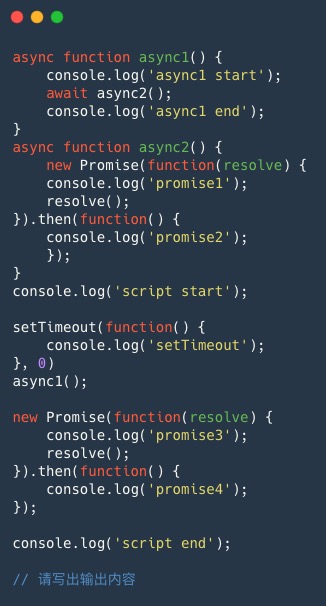 async function async1() {
    console.log('async1 start');
    await async2();
    console.log('async1 end');
}
async function async2() {
    new Promise(function(resolve) {
    console.log('promise1');
    resolve();
}).then(function() {
    console.log('promise2');
    });
}
console.log('script start');

setTimeout(function() {
    console.log('setTimeout');
}, 0)
async1();

new Promise(function(resolve) {
    console.log('promise3');
    resolve();
}).then(function() {
    console.log('promise4');
});

console.log('script end');

// 请写出输出内容